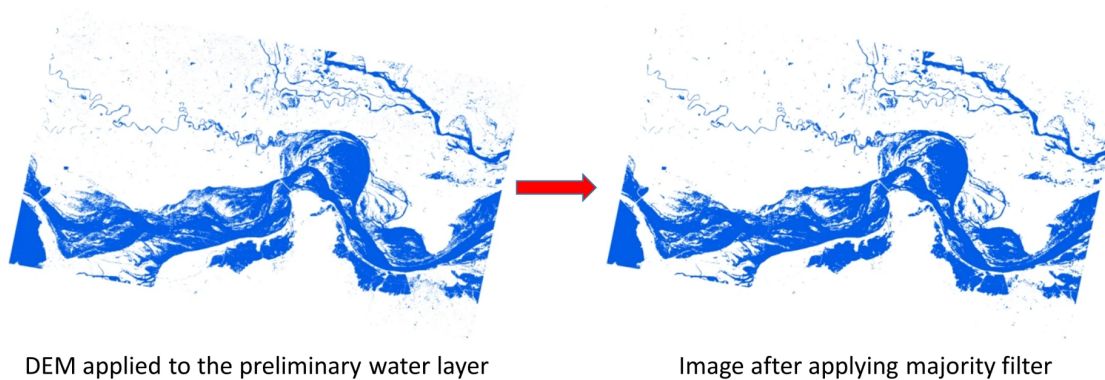 DEM applied to the preliminary water layer
Image after applying majority filter